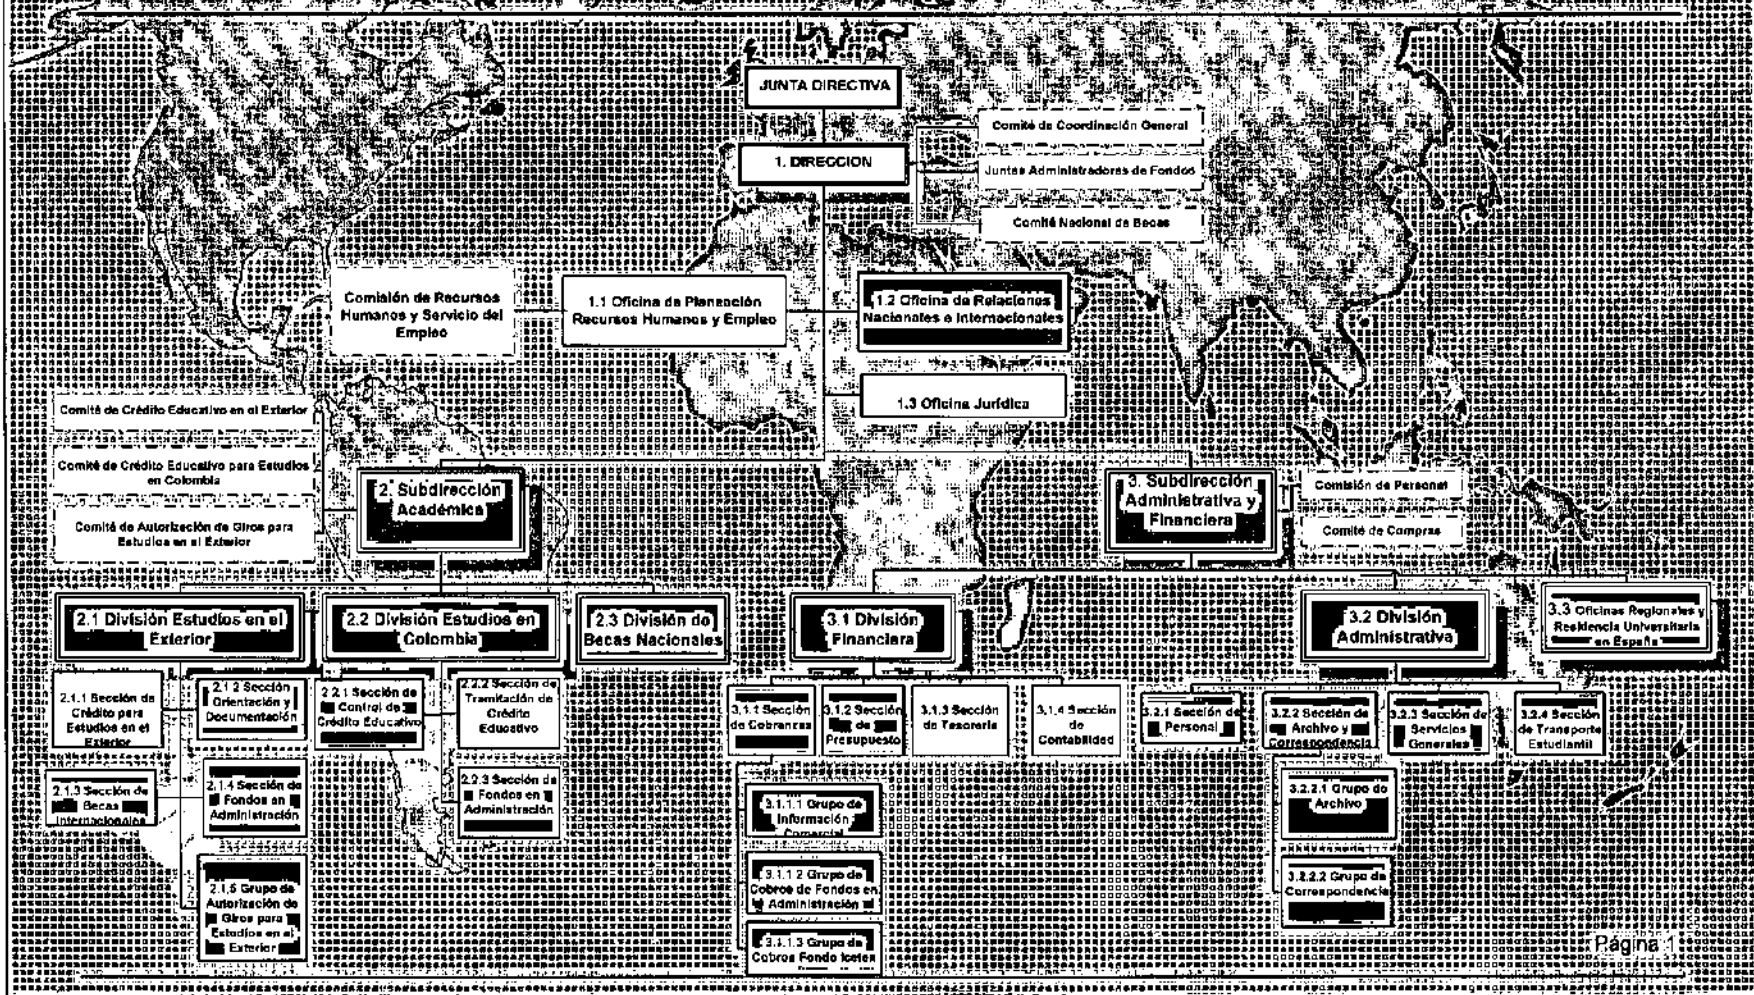 JUNTA DIRECTIVA
1. DIRECCION
Comité de Coordinación General
Juntas Administradoras de Fondos
Comité Nacional de Becas
Comisión de Recursos
Humanos y Servicio del
Empleo
1.1 Oficina de Planeación
Recursos Humanos y Empleo
1.2 Oficina de Relaciones
Nacionales e Internacionales
1.3 Oficina Jurídica
Comité de Crédito Educativo en el Exterior
Comité de Crédito Educativo para Estudios
en Colombia
Comité de Autorización de Giros para
Estudios en el Exterior
2. Subdirección
Académica
3. Subdirección
Administrativa y
Financiera
Comisión de Personal
Comité de Compras
2.1 División Estudios en el
Exterior
2.2 División Estudios en
Colombia
2.3 División de
Becas Nacionales
3.1 División
Financiera
3.2 División
Administrativa
3.3 Oficinas Regionales y
Residencia Universitaria
en España
2.1.1 Sección de
Crédito para
Estudios en el
Exterior
2.1.2 Sección
Orientación y
Documentación
2.2.1 Sección de
Control de
Crédito Educativo
2.2.2 Sección de
Tramitación de
Crédito
Educativo
3.1.1 Sección
de Cobranzas
3.1.2 Sección
de
Presupuesto
3.1.3 Sección
de Tesorería
3.1.4 Sección
de
Contabilidad
3.2.1 Sección de
Personal
3.2.2 Sección de
Archivo y
Correspondencia
3.2.3 Sección de
Servicios
Generales
3.2.4 Sección
de Transporte
Estudiantil
2.1.3 Sección de
Becas
Internacionales
2.1.4 Sección de
Fondos en
Administración
2.2.3 Sección de
Fondos en
Administración
3.1.1.1 Grupo de
Información
Comercial
3.2.2.1 Grupo de
Archivo
2.1.5 Grupo de
Autorización de
Giros para
Estudios en el
Exterior
3.1.1.2 Grupo de
Cobros de Fondos en
Administración
3.2.2.2 Grupo de
Correspondencia
3.1.1.3 Grupo de
Cobros Fondo Icetex
Página 1